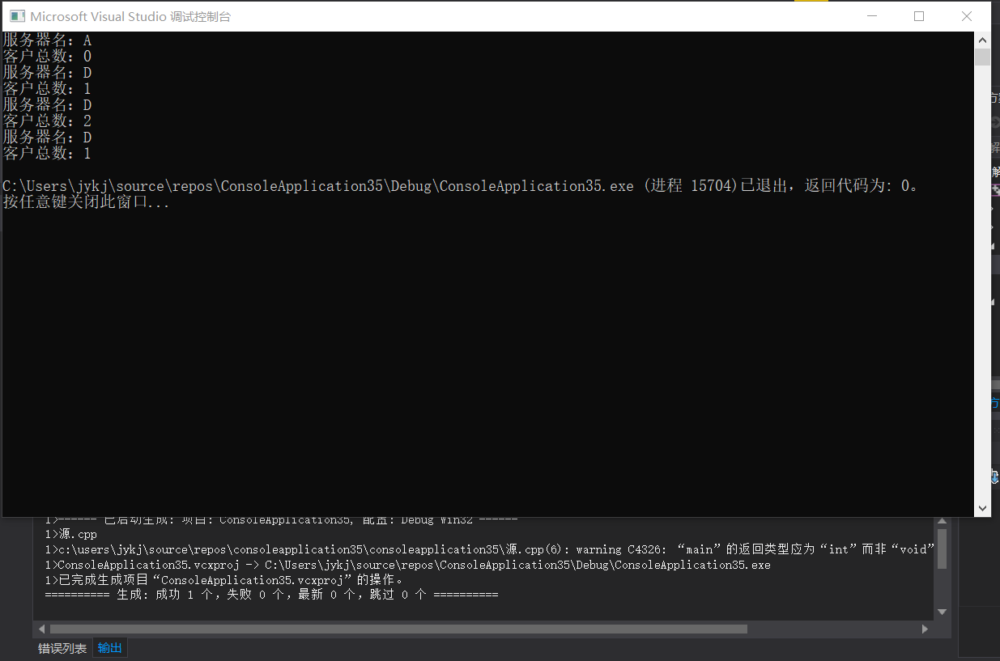 Microsoft Visual Studio 调试控制台
服务器名: A
客户总数: 0
服务器名: D
客户总数: 1
服务器名: D
客户总数: 2
服务器名: D
客户总数: 1
C:\Users\jykj\source\repos\ConsoleApplication35\Debug\ConsoleApplication35.exe (进程 15704)已退出，返回代码为: 0。
按任意键关闭此窗口...
1>------ 已启动生成: 项目: ConsoleApplication35, 配置: Debug Win32 ------
1>源.cpp
1>c:\users\jykj\source\repos\consoleapplication35\consoleapplication35\源.cpp(6): warning C4326: “main”的返回类型应为“int”而非“void”
1>ConsoleApplication35.vcxproj -> C:\Users\jykj\source\repos\ConsoleApplication35\Debug\ConsoleApplication35.exe
1>已完成生成项目“ConsoleApplication35.vcxproj”的操作。
========== 生成: 成功 1 个，失败 0 个，最新 0 个，跳过 0 个 ==========
错误列表 输出